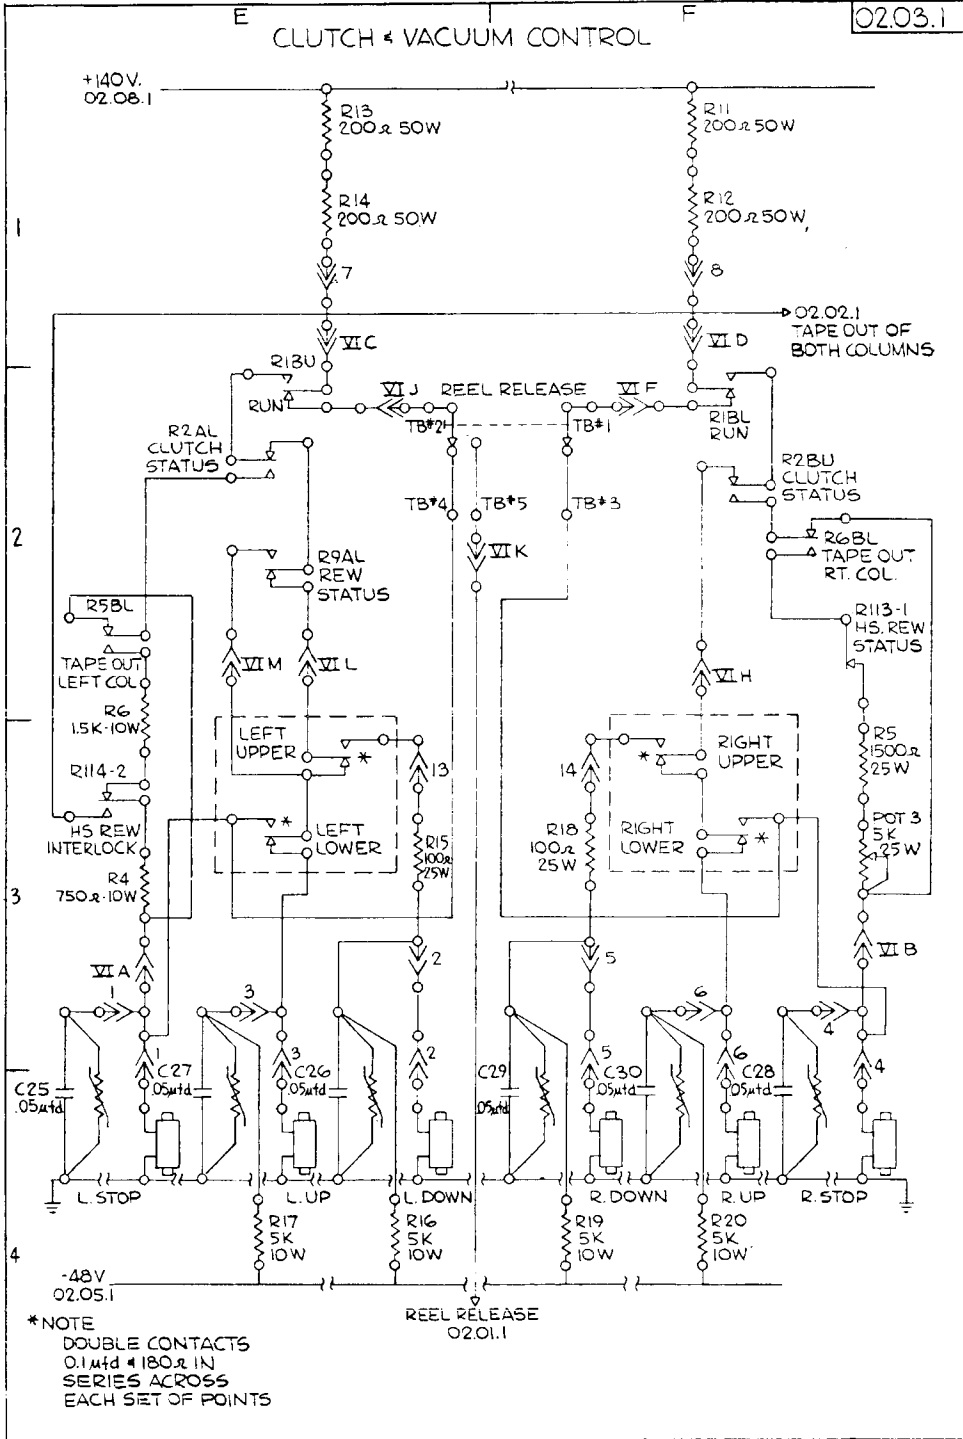 E
F
02.03.1
CLUTCH & VACUUM CONTROL
+140V.
02.08.1
R13
200Ω 50W
R11
200Ω 50W
R14
200Ω 50W
R12
200Ω 50W
1
7
8
02.02.1
TAPE OUT OF
BOTH COLUMNS
VI C
VI D
R1BU
RUN
VI J
REEL RELEASE
VI F
TB#2
TB#1
R1BL
RUN
R2AL
CLUTCH
STATUS
R2BU
CLUTCH
STATUS
TB#4
TB#5
TB#3
2
VI K
R6BL
TAPE OUT
RT. COL.
R9AL
REW
STATUS
R5BL
R113-1
HS. REW
STATUS
TAPE OUT
LEFT COL
VI M
VI L
VI H
R6
1.5K-10W
LEFT
UPPER
*
RIGHT
UPPER
*
R5
1500Ω
25W
R114-2
13
14
HS REW
INTERLOCK
LEFT
LOWER
*
R15
100Ω
25W
R18
100Ω
25W
RIGHT
LOWER
*
POT 3
5K
25W
3
R4
750Ω-10W
VI A
VI B
1
3
2
5
6
4
1
3
2
5
6
4
C25
.05µfd
C27
.05µfd
C26
.05µfd
C29
.05µfd
C30
.05µfd
C28
.05µfd
L. STOP
L. UP
L. DOWN
R. DOWN
R. UP
R. STOP
4
R17
5K
10W
R16
5K
10W
R19
5K
10W
R20
5K
10W
-48V
02.05.1
REEL RELEASE
02.01.1
*NOTE
DOUBLE CONTACTS
0.1µfd & 180Ω IN
SERIES ACROSS
EACH SET OF POINTS